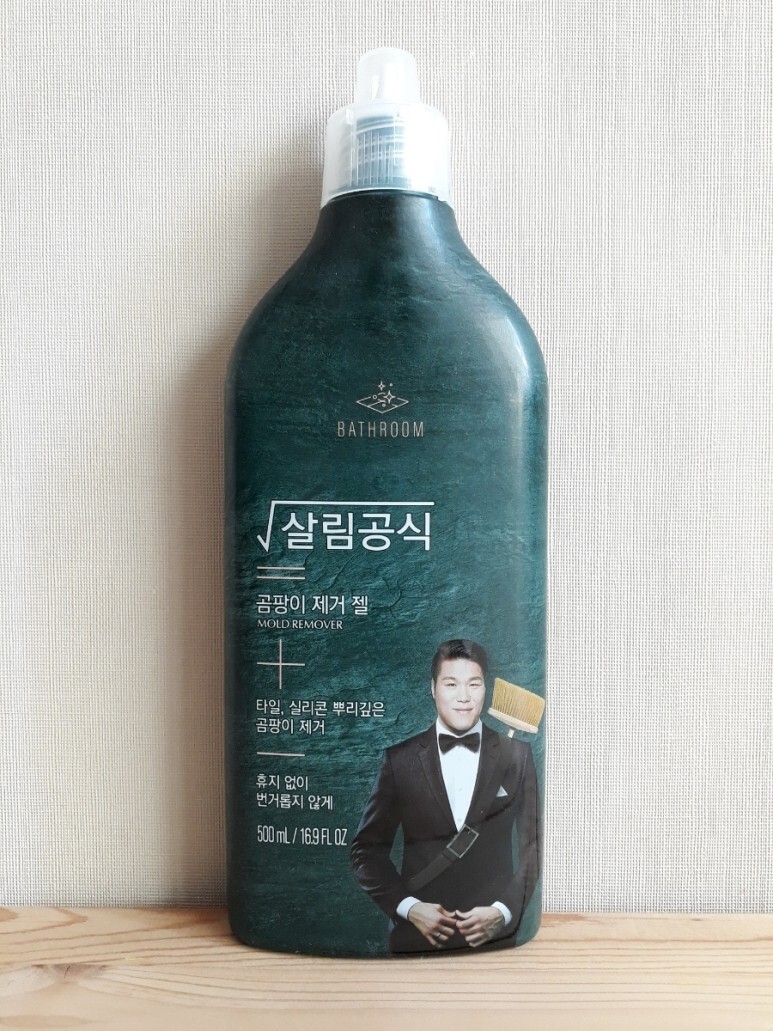 BATHROOM
살림공식
곰팡이 제거 젤
MOLD REMOVER
타일, 실리콘 뿌리깊은
곰팡이 제거
휴지 없이
번거롭지 않게
500 mL / 16.9 FL OZ